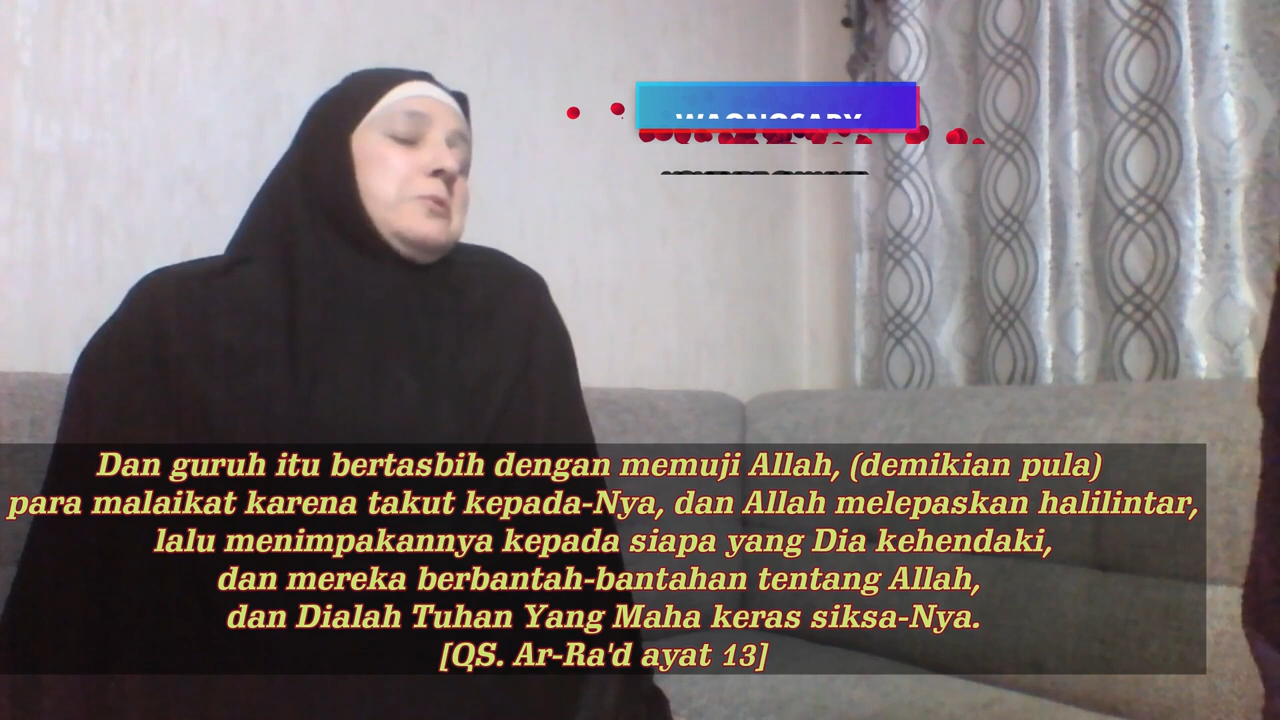 Dan guruh itu bertasbih dengan memuji Allah, (demikian pula)
para malaikat karena takut kepada-Nya, dan Allah melepaskan halilintar,
lalu menimpakannya kepada siapa yang Dia kehendaki,
dan mereka berbantah-bantahan tentang Allah,
dan Dialah Tuhan Yang Maha keras siksa-Nya.
[QS. Ar-Ra'd ayat 13]